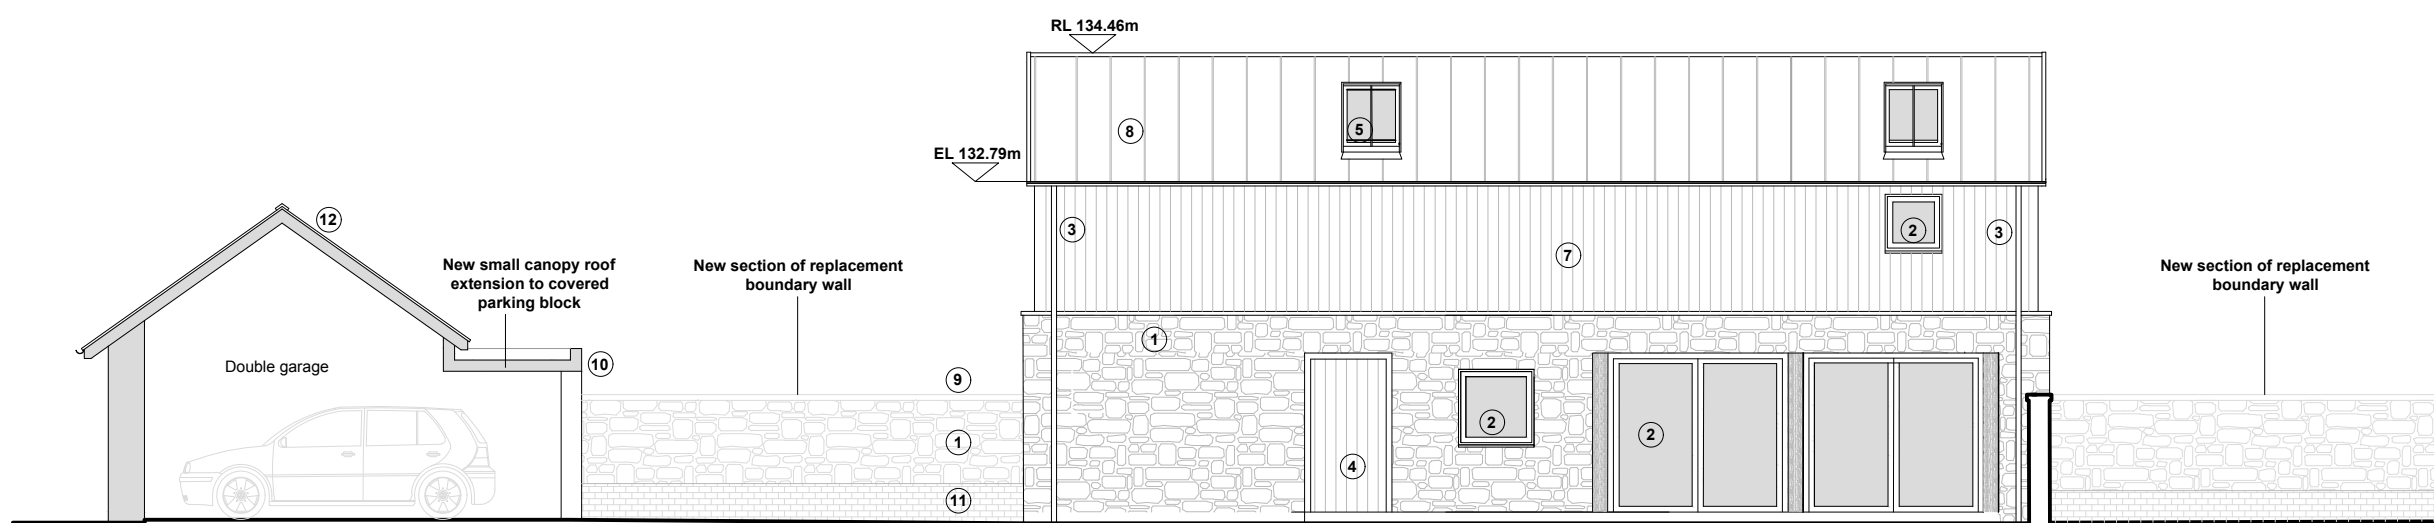 RL 134.46m
EL 132.79m
8
5
12
3
2
3
7
New small canopy roof
extension to covered
parking block
New section of replacement
boundary wall
New section of replacement
boundary wall
1
Double garage
10
9
2
2
1
4
11